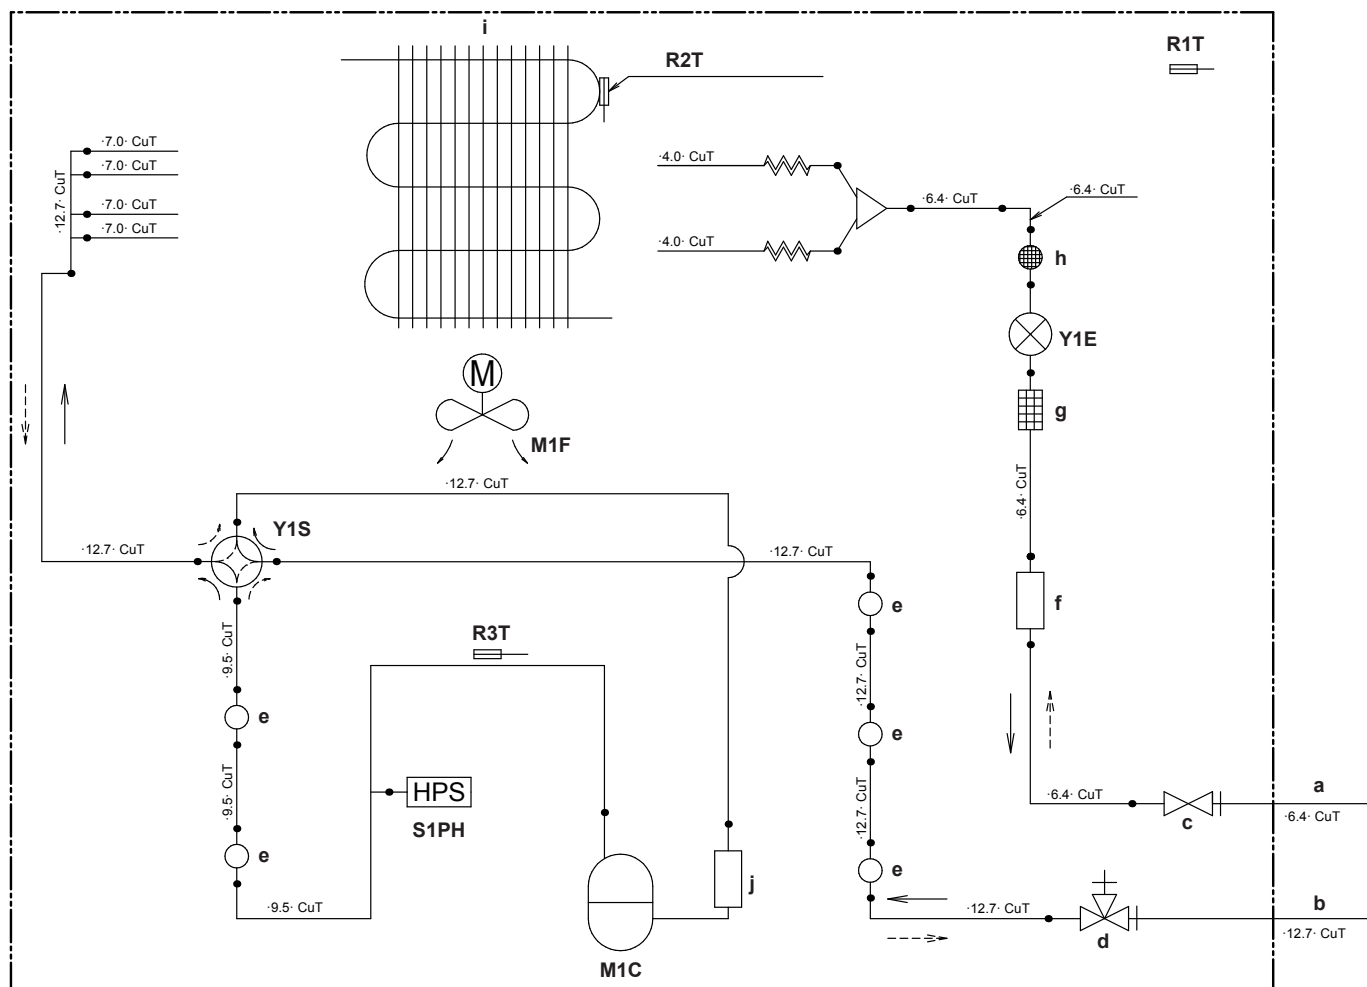 i
R2T
R1T
·7.0· CuT
·7.0· CuT
·7.0· CuT
·7.0· CuT
·12.7· CuT
·4.0· CuT
·4.0· CuT
·6.4· CuT
·6.4· CuT
h
Y1E
g
M
M1F
·6.4· CuT
·12.7· CuT
Y1S
·12.7· CuT
·12.7· CuT
e
f
R3T
·9.5· CuT
·12.7· CuT
e
e
·9.5· CuT
HPS
S1PH
·12.7· CuT
·6.4· CuT
c
a
·6.4· CuT
e
e
j
·9.5· CuT
·12.7· CuT
d
b
·12.7· CuT
M1C